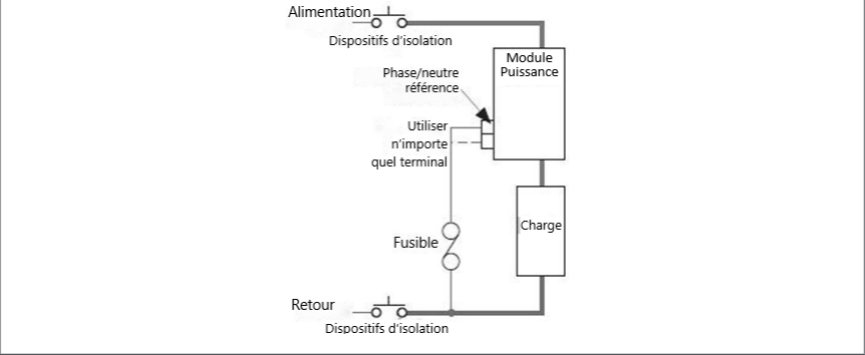 Alimentation
Dispositifs d'isolation
Module
Puissance
Phase/neutre
référence
Utiliser
n'importe
quel terminal
Charge
Fusible
Retour
Dispositifs d'isolation